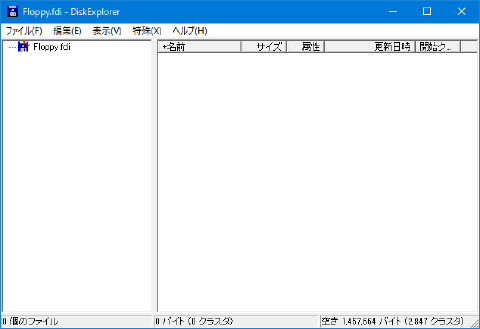 Floppy.fdi - DiskExplorer
ファイル(F) 編集(E) 表示(V) 特殊(X) ヘルプ(H)
Floppy.fdi
+名前 サイズ 属性 更新日時 開始ク...
0 個のファイル 0 バイト (0 クラスタ) 空き 1,457,664 バイト (2,847 クラスタ)